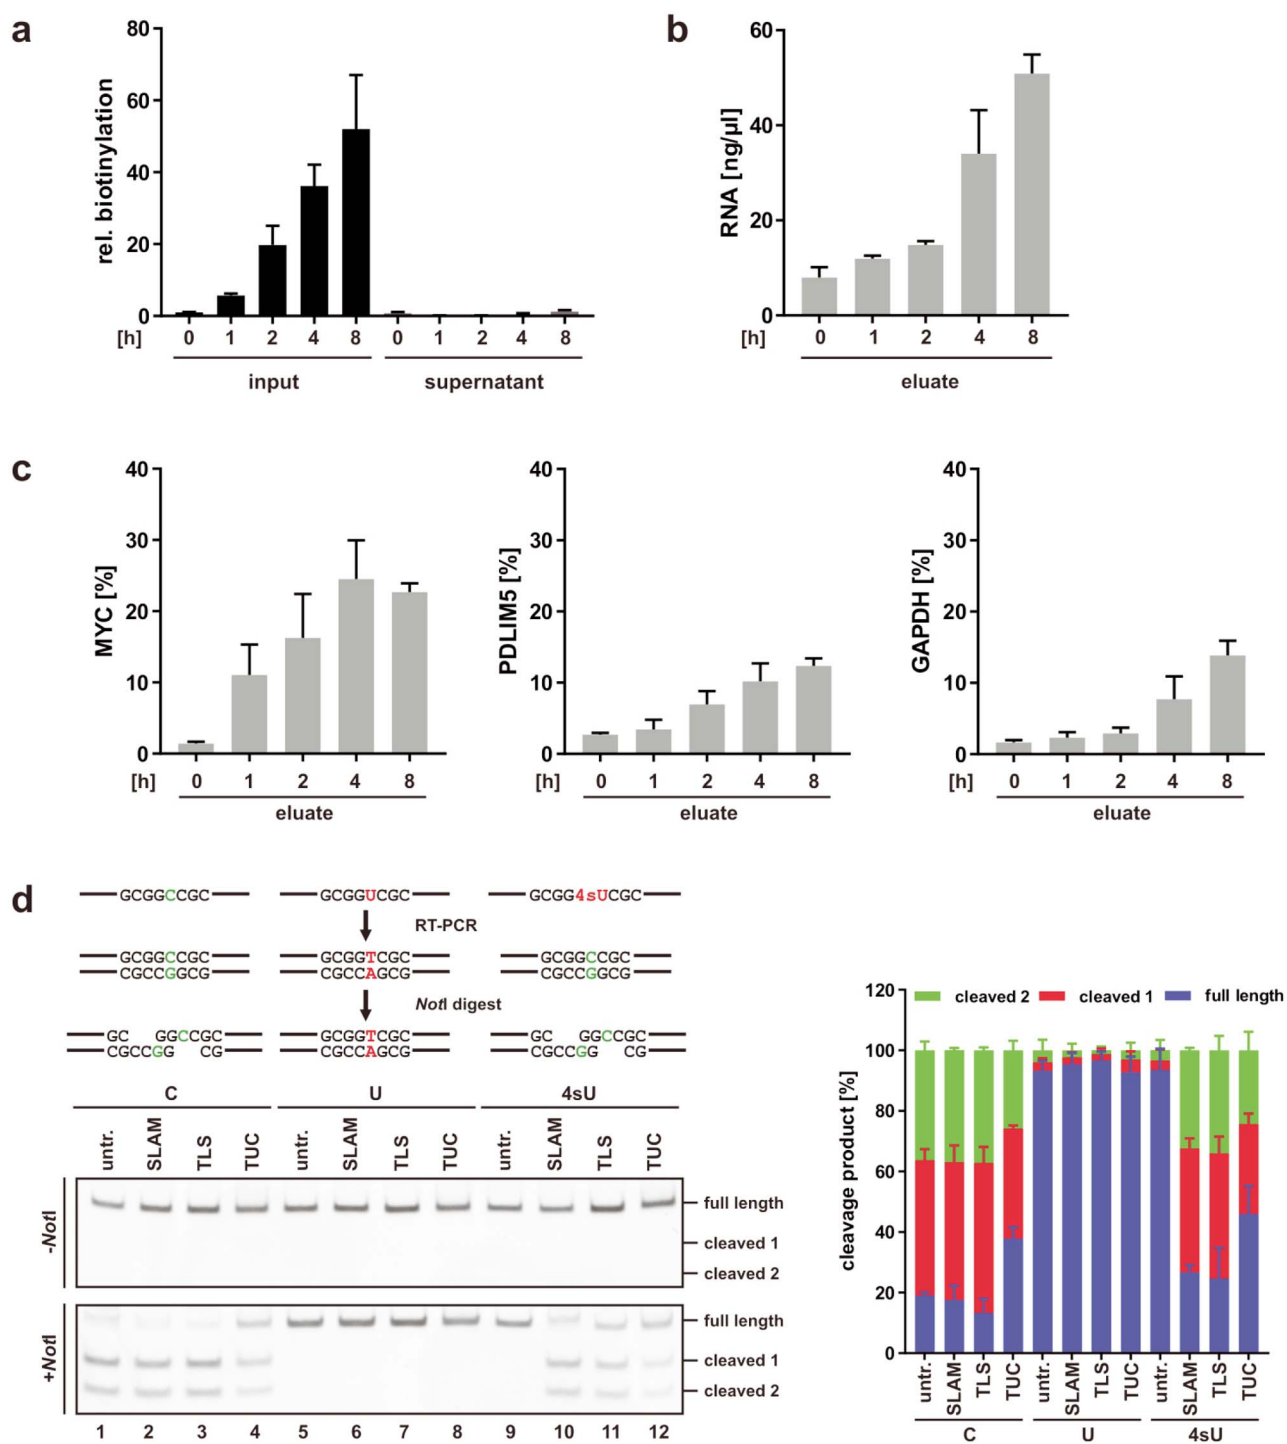 a
rel. biotinylation
80
60
40
20
0
[h] 0 1 2 4 8 0 1 2 4 8
input supernatant
b
RNA [ng/µl]
60
40
20
0
[h] 0 1 2 4 8
eluate
c
MYC [%]
40
30
20
10
0
[h] 0 1 2 4 8
eluate
PDLIM5 [%]
40
30
20
10
0
[h] 0 1 2 4 8
eluate
GAPDH [%]
40
30
20
10
0
[h] 0 1 2 4 8
eluate
d
GCGGCCGC GCGGUCGC GCGG4sUCGC
RT-PCR
GCGGCCGC GCGGTCGC GCGGCCGC
CGCCGGCG CGCCAGCG CGCCGGCG
NotI digest
GC GGCCGC GCGGTCGC GC GGCCGC
CGCCGG CG CGCCAGCG CGCCGG CG
C U 4sU
untr. SLAM TLS TUC untr. SLAM TLS TUC untr. SLAM TLS TUC
-NotI
full length
cleaved 1
cleaved 2
+NotI
full length
cleaved 1
cleaved 2
1 2 3 4 5 6 7 8 9 10 11 12
cleavage product [%]
120
100
80
60
40
20
0
cleaved 2 cleaved 1 full length
untr. SLAM TLS TUC untr. SLAM TLS TUC untr. SLAM TLS TUC
C U 4sU